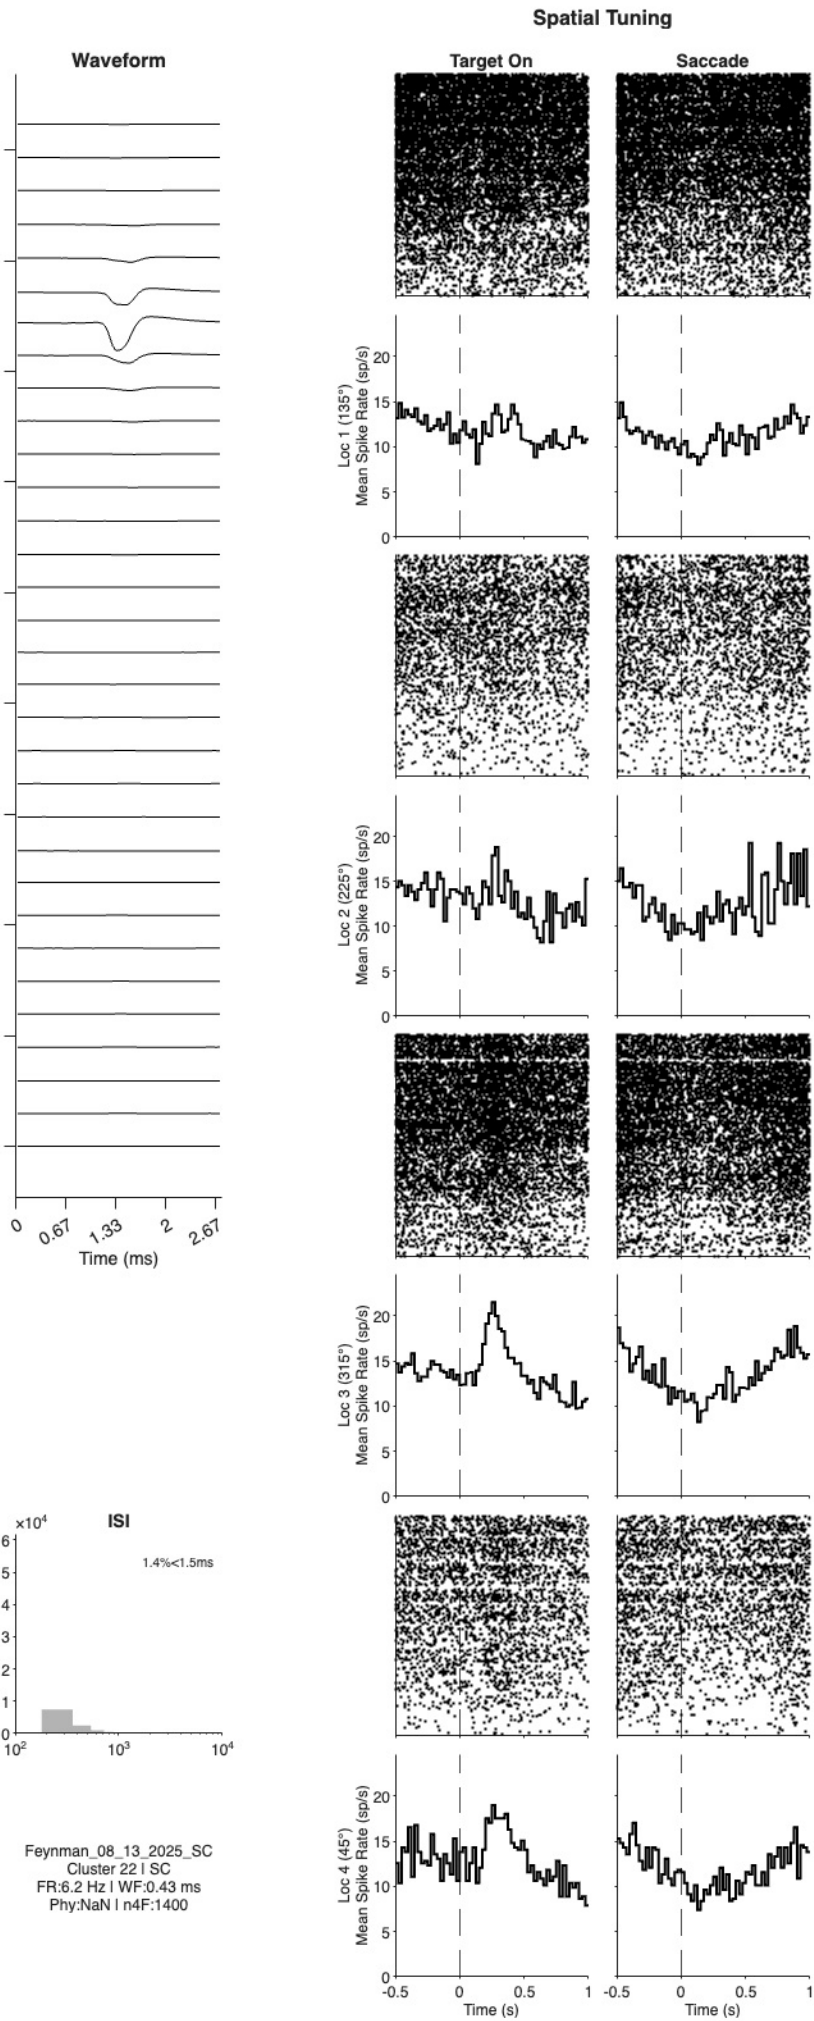 Spatial Tuning
Waveform
Target On
Saccade
20
15
10
5
0
Loc 1 (135°)
Mean Spike Rate (sp/s)
20
15
10
5
0
Loc 2 (225°)
Mean Spike Rate (sp/s)
0
0.67
1.33
2
2.67
Time (ms)
20
15
10
5
0
Loc 3 (315°)
Mean Spike Rate (sp/s)
×10⁴
ISI
1.4%<1.5ms
6
5
4
3
2
1
0
10²
10³
10⁴
20
15
10
5
0
Loc 4 (45°)
Mean Spike Rate (sp/s)
Feynman_08_13_2025_SC
Cluster 22 | SC
FR:6.2 Hz | WF:0.43 ms
Phy:NaN | n4F:1400
-0.5
0
0.5
1
Time (s)
-0.5
0
0.5
1
Time (s)